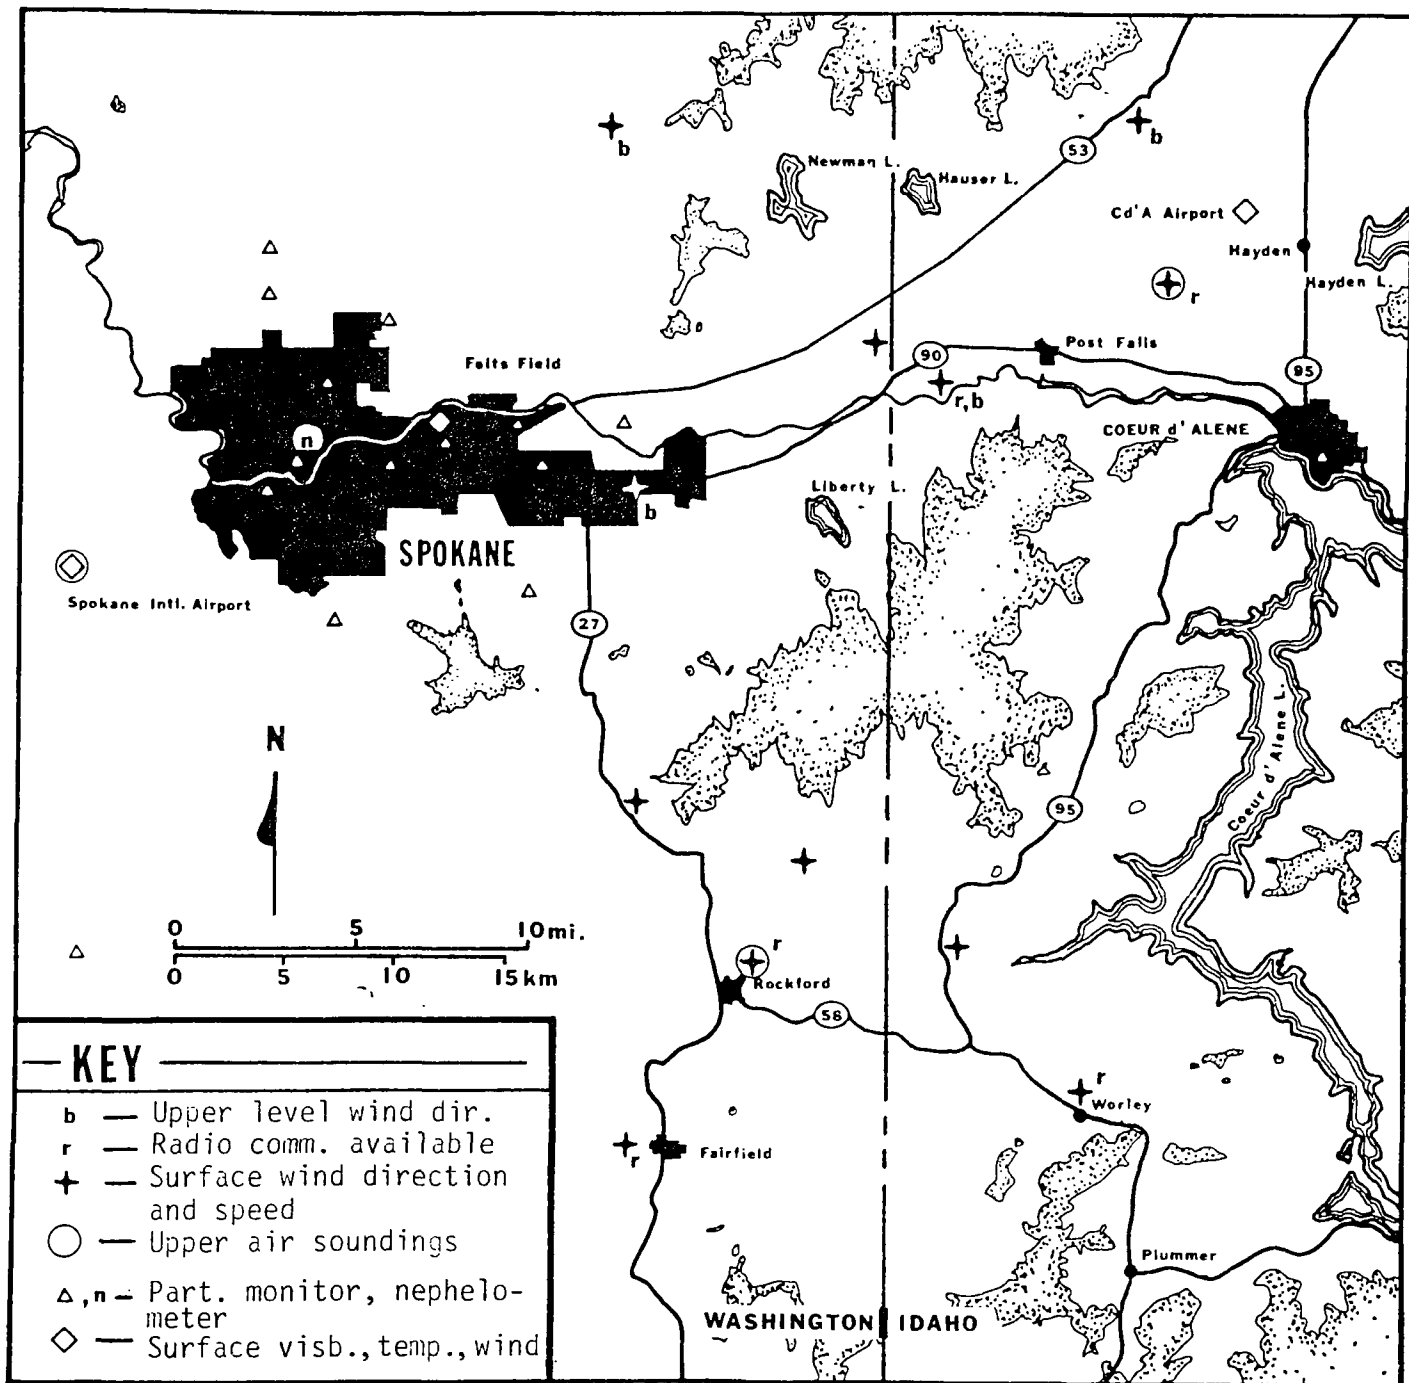 b
b
53
Newman L.
Hauser L.
Cd'A Airport
Hayden
Hayden L.
r
Felts Field
90
Post Falls
95
r,b
n
COEUR d'ALENE
Liberty L.
b
SPOKANE
Spokane Intl. Airport
27
N
Coeur d'Alene L.
95
0 5 10mi.
0 5 10 15km
r
Rockford
58
KEY
b — Upper level wind dir.
r — Radio comm. available
— Surface wind direction
and speed
— Upper air soundings
,n — Part. monitor, nephelo-
meter
— Surface visb.,temp.,wind
r
Worley
r
Fairfield
Plummer
WASHINGTON IDAHO